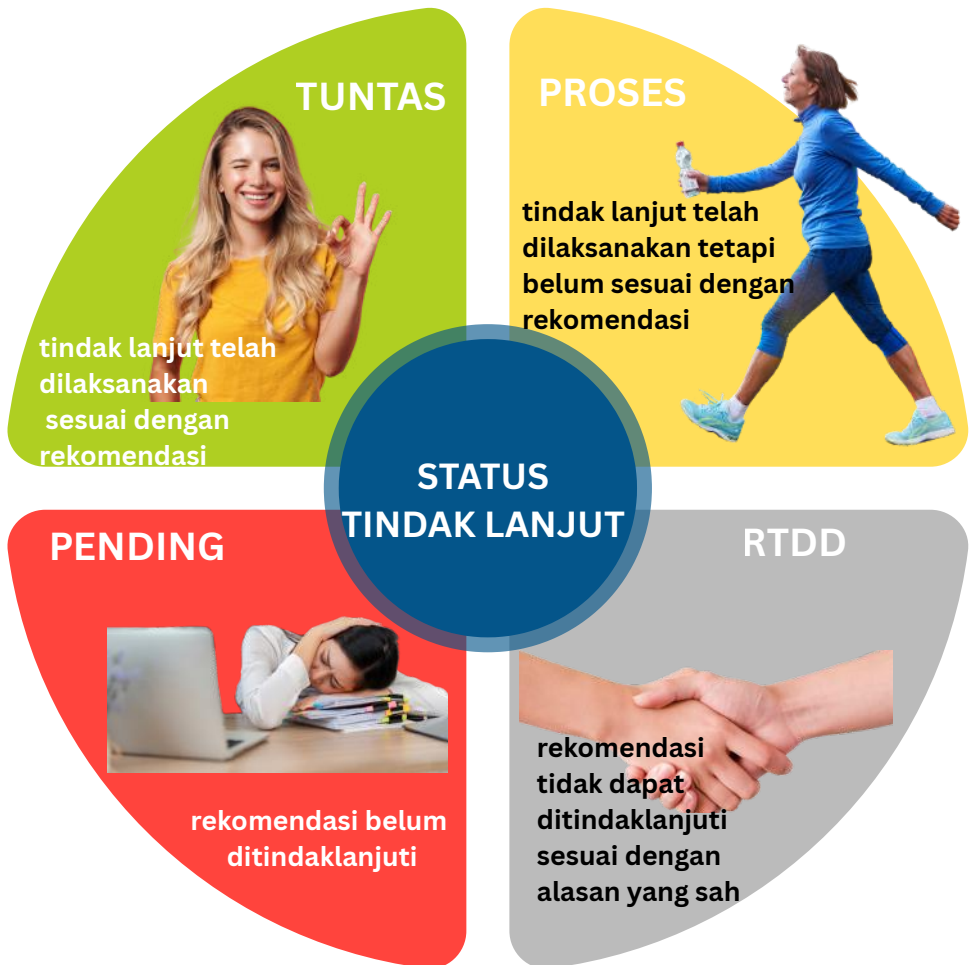 TUNTAS
tindak lanjut telah
dilaksanakan
sesuai dengan
rekomendasi
PROSES
tindak lanjut telah
dilaksanakan tetapi
belum sesuai dengan
rekomendasi
STATUS
TINDAK LANJUT
PENDING
rekomendasi belum
ditindaklanjuti
RTDD
rekomendasi
tidak dapat
ditindaklanjuti
sesuai dengan
alasan yang sah